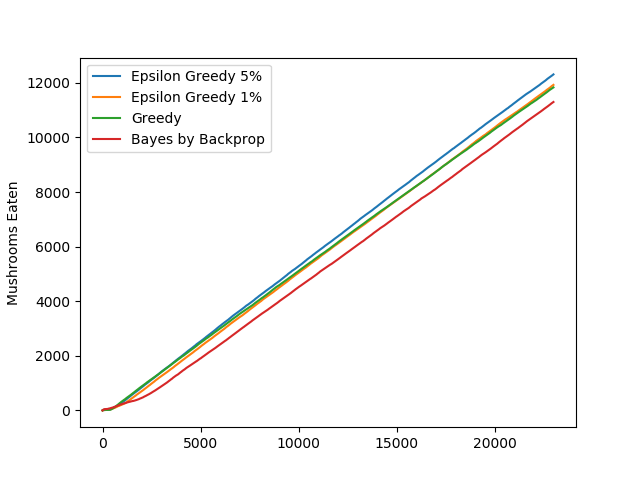 Epsilon Greedy 5%
Epsilon Greedy 1%
Greedy
Bayes by Backprop
Mushrooms Eaten
12000
10000
8000
6000
4000
2000
0
0 5000 10000 15000 20000